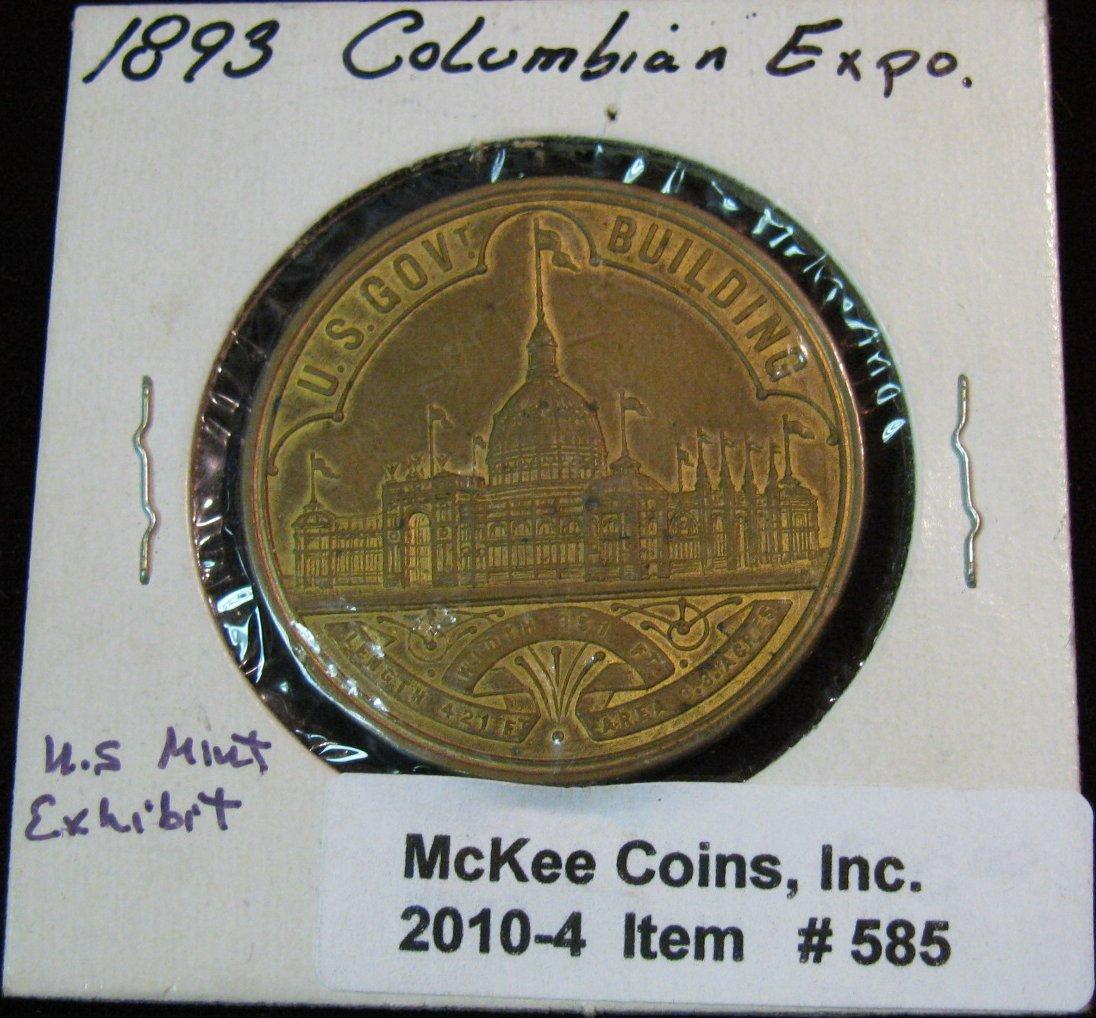 1893 Columbian Expo.
U.S. GOVT. BUILDING
WIDTH 351 FT.
LENGTH 421 FT AREA 6.3. ACRES
U.S Mint
Exhibit
McKee Coins, Inc.
2010-4 Item # 585